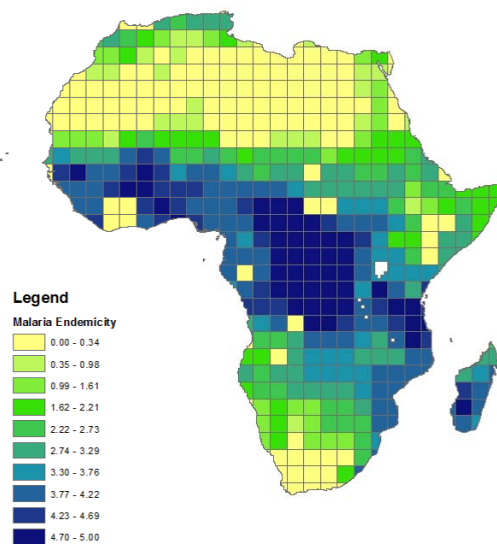 Legend
Malaria Endemicity
0.00 - 0.34
0.35 - 0.98
0.99 - 1.61
1.62 - 2.21
2.22 - 2.73
2.74 - 3.29
3.30 - 3.76
3.77 - 4.22
4.23 - 4.69
4.70 - 5.00